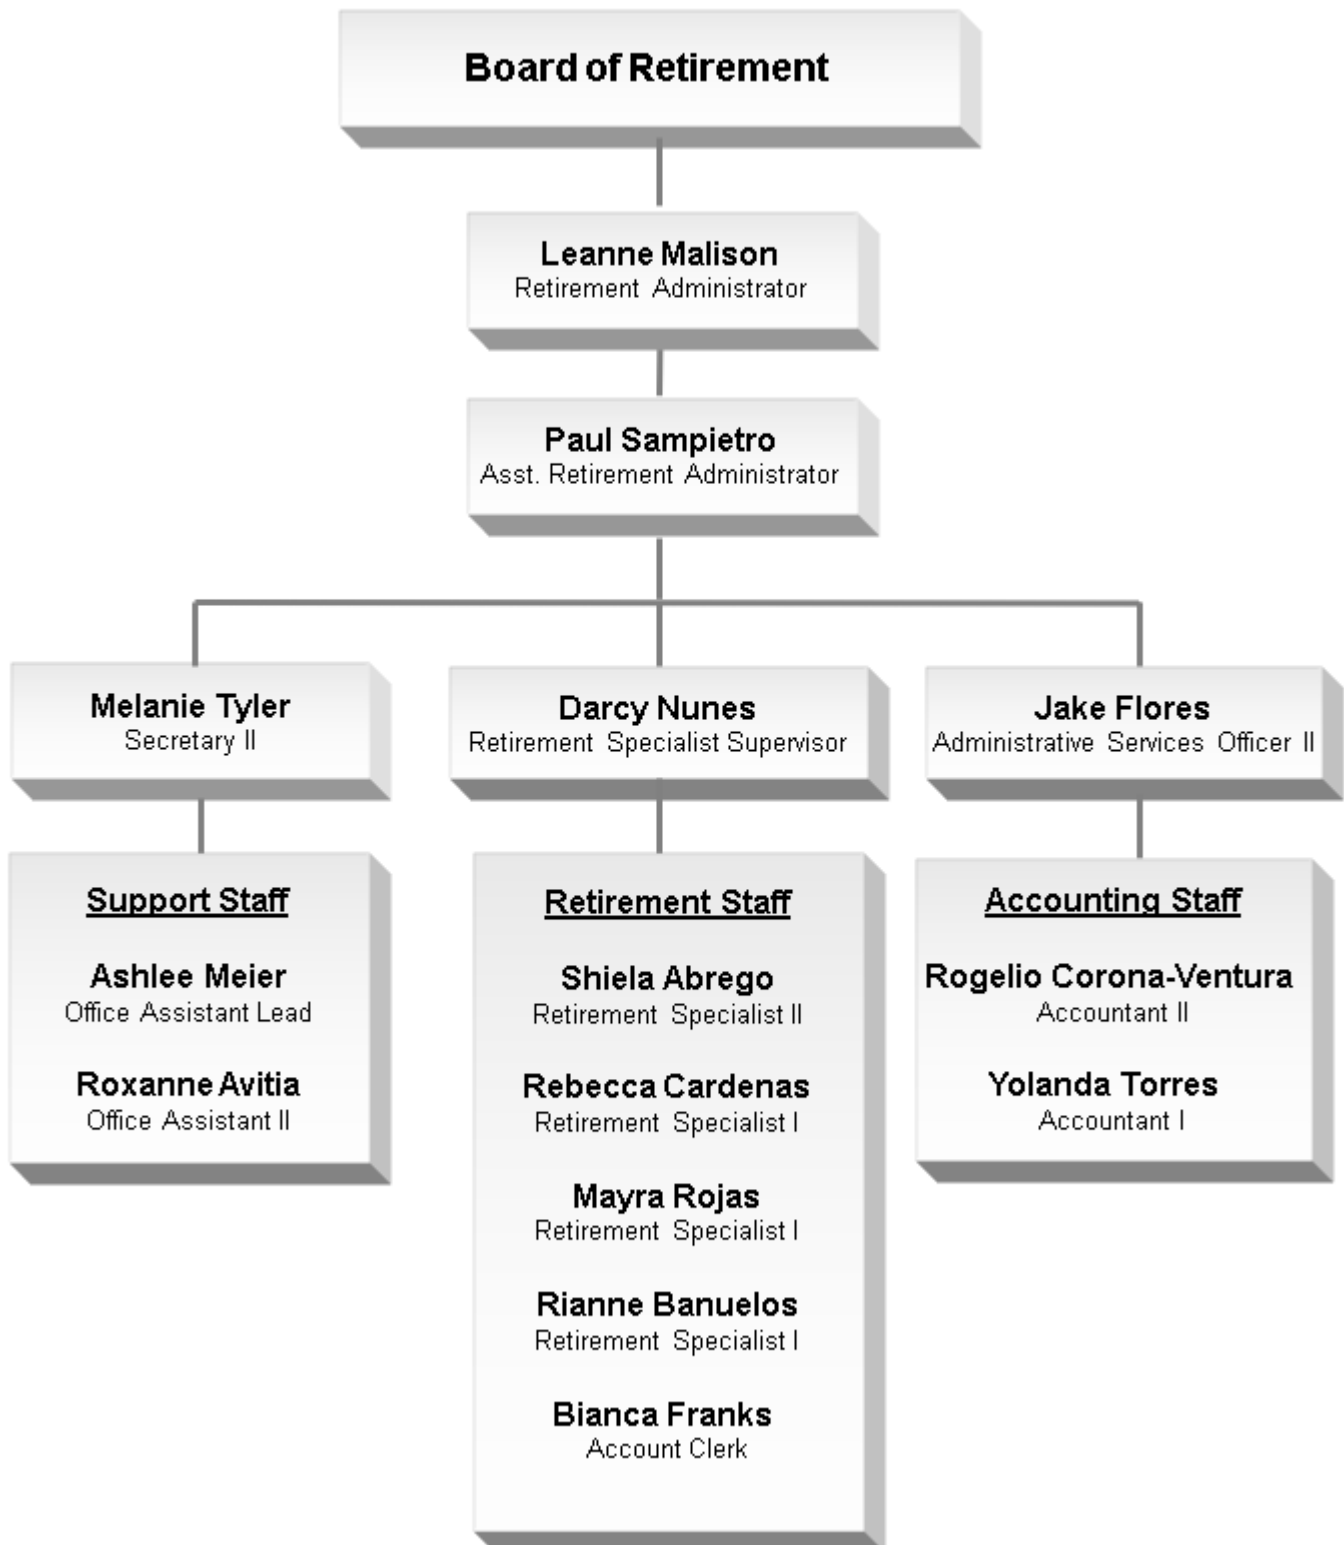 Board of Retirement
Leanne Malison
Retirement Administrator
Paul Sampietro
Asst. Retirement Administrator
Melanie Tyler
Secretary II
Darcy Nunes
Retirement Specialist Supervisor
Jake Flores
Administrative Services Officer II
Support Staff
Ashlee Meier
Office Assistant Lead
Roxanne Avitia
Office Assistant II
Retirement Staff
Shiela Abrego
Retirement Specialist II
Rebecca Cardenas
Retirement Specialist I
Mayra Rojas
Retirement Specialist I
Rianne Banuelos
Retirement Specialist I
Bianca Franks
Account Clerk
Accounting Staff
Rogelio Corona-Ventura
Accountant II
Yolanda Torres
Accountant I